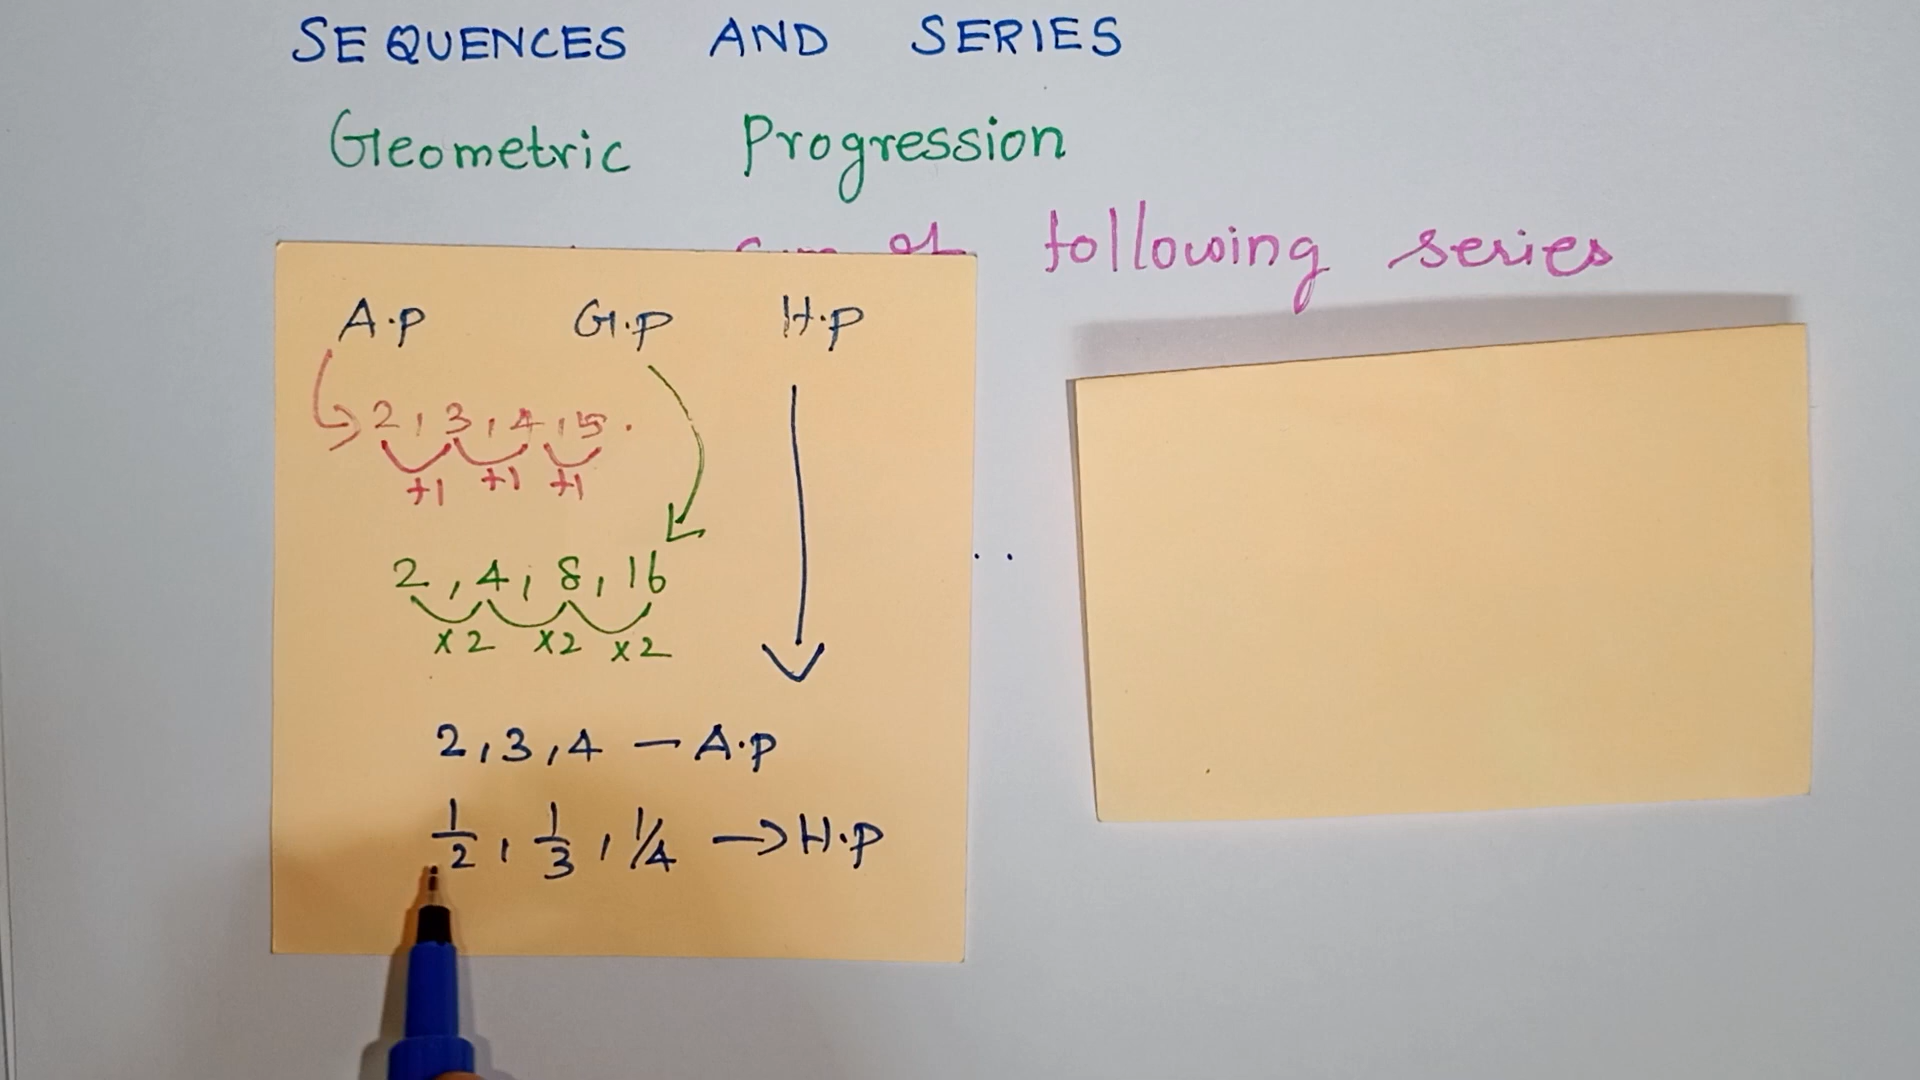 SEQUENCES AND SERIES
Geometric Progression
of following series
A.P G.P H.P
2, 3, 4, 5.
+1 +1 +1
2, 4, 8, 16
x2 x2 x2
2, 3, 4 — A.P
1/2, 1/3, 1/4 → H.P